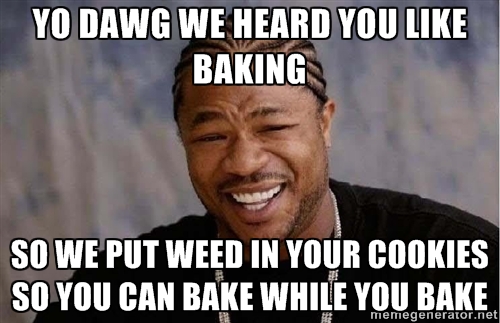 YO DAWG WE HEARD YOU LIKE
BAKING
SO WE PUT WEED IN YOUR COOKIES
SO YOU CAN BAKE WHILE YOU BAKE
memegenerator.net